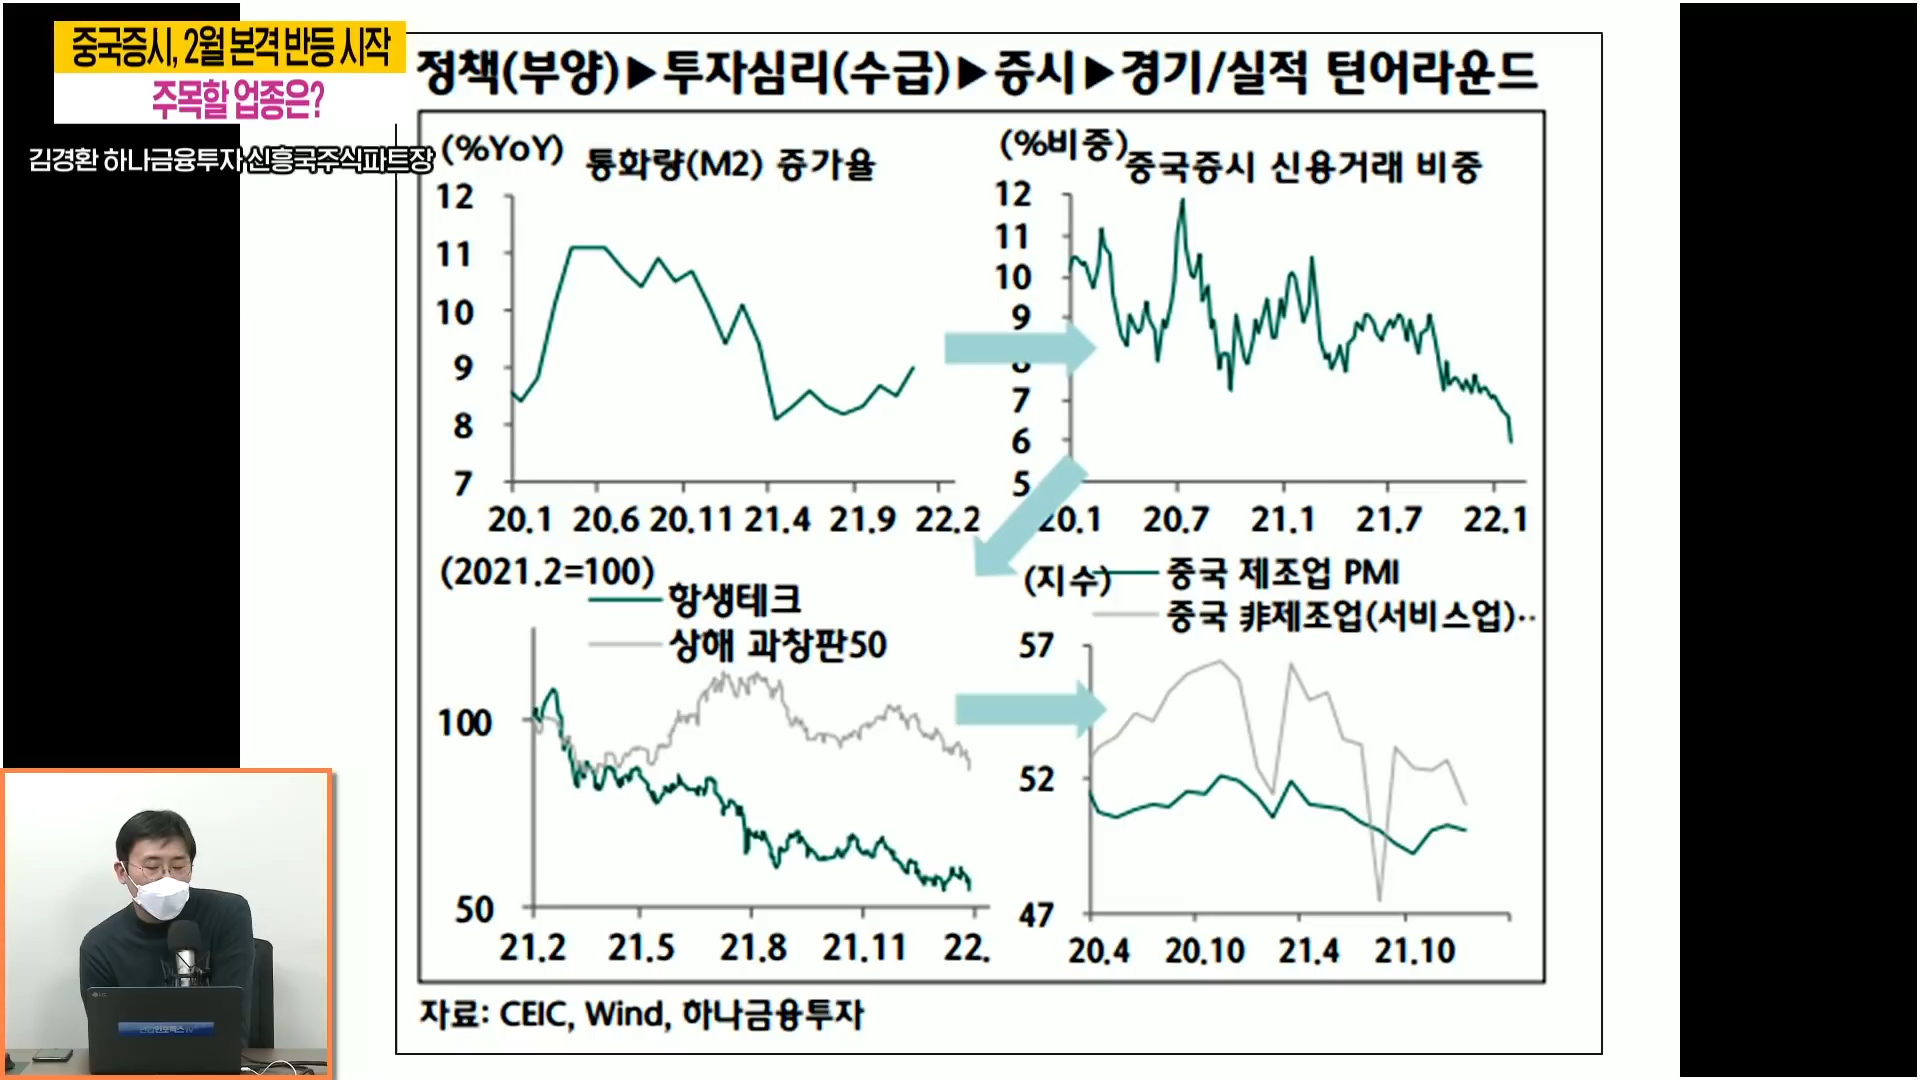 중국증시, 2월 본격 반등 시작
주목할 업종은?
김경환 하나금융투자 신흥국주식파트장
정책(부양)▶투자심리(수급)▶증시▶경기/실적 턴어라운드
(%YoY)
통화량(M2) 증가율
12
11
10
9
8
7
20.1 20.6 20.11 21.4 21.9 22.2
(%비중)
중국증시 신용거래 비중
12
11
10
9
8
7
6
5
20.1 20.7 21.1 21.7 22.1
(2021.2=100)
항생테크
상해 과창판50
100
50
21.2 21.5 21.8 21.11 22.
(지수)
중국 제조업 PMI
중국 非제조업(서비스업)··
57
52
47
20.4 20.10 21.4 21.10
자료: CEIC, Wind, 하나금융투자